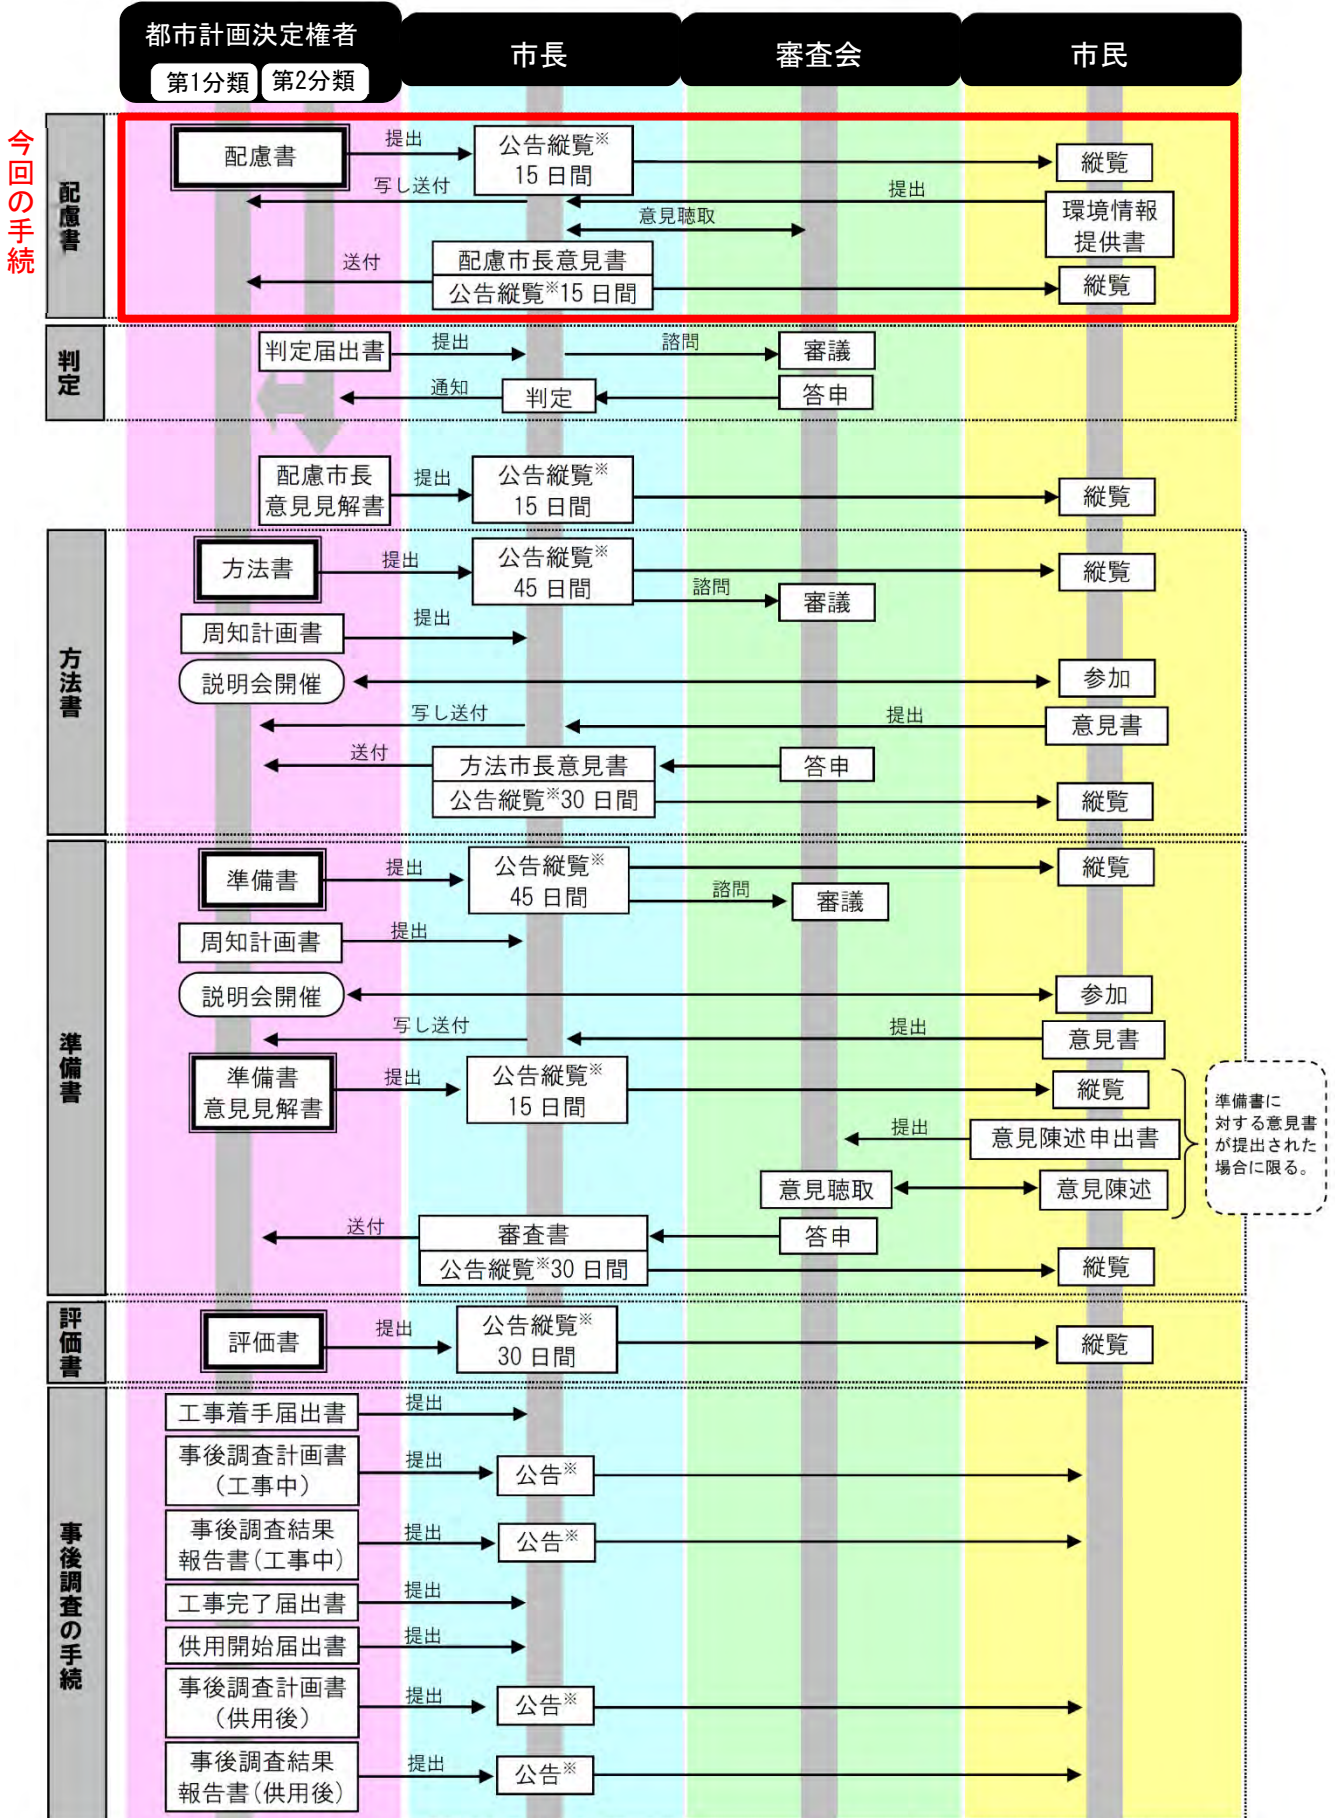 都市計画決定権者
第1分類
第2分類
市長
審査会
市民
今回の手続
配慮書
配慮書
提出
公告縦覧※
15 日間
縦覧
写し送付
提出
環境情報
提供書
意見聴取
送付
配慮市長意見書
公告縦覧※15 日間
縦覧
判定
判定届出書
提出
諮問
審議
通知
判定
答申
配慮市長
意見見解書
提出
公告縦覧※
15 日間
縦覧
方法書
方法書
提出
公告縦覧※
45 日間
縦覧
諮問
審議
周知計画書
提出
説明会開催
参加
写し送付
提出
意見書
送付
方法市長意見書
答申
公告縦覧※30 日間
縦覧
準備書
準備書
提出
公告縦覧※
45 日間
縦覧
諮問
審議
周知計画書
提出
説明会開催
参加
写し送付
提出
意見書
準備書
意見見解書
提出
公告縦覧※
15 日間
縦覧
準備書に
対する意見書
が提出された
場合に限る。
提出
意見陳述申出書
意見聴取
意見陳述
送付
審査書
答申
公告縦覧※30 日間
縦覧
評価書
評価書
提出
公告縦覧※
30 日間
縦覧
事後調査の手続
工事着手届出書
提出
事後調査計画書
（工事中）
提出
公告※
事後調査結果
報告書（工事中）
提出
公告※
工事完了届出書
提出
供用開始届出書
提出
事後調査計画書
（供用後）
提出
公告※
事後調査結果
報告書（供用後）
提出
公告※